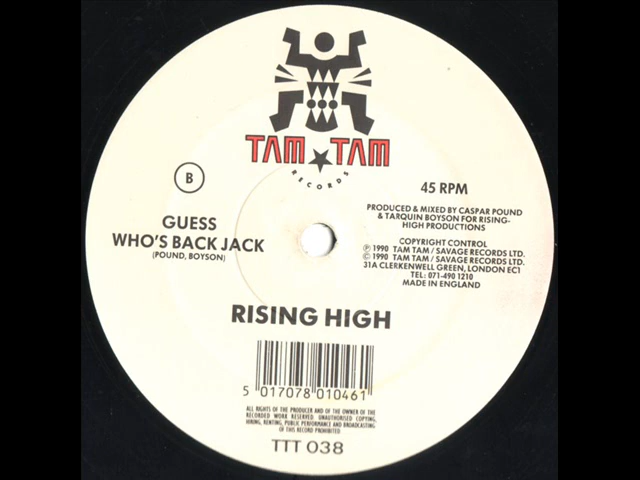 TAM TAM
RECORDS
B
45 RPM
PRODUCED & MIXED BY CASPAR POUND
& TARQUIN BOYSON FOR RISING-
HIGH PRODUCTIONS
GUESS
WHO'S BACK JACK
(POUND, BOYSON)
COPYRIGHT CONTROL
Ⓟ 1990 TAM TAM / SAVAGE RECORDS LTD.
© 1990 TAM TAM / SAVAGE RECORDS LTD.
31A CLERKENWELL GREEN, LONDON EC1
TEL: 071-490 1210
MADE IN ENGLAND
RISING HIGH
5 017078 010461
ALL RIGHTS OF THE PRODUCER AND OF THE OWNER OF THE
RECORDED WORK RESERVED. UNAUTHORISED COPYING,
HIRING, RENTING, PUBLIC PERFORMANCE AND BROADCASTING
OF THIS RECORD PROHIBITED
TTT 038